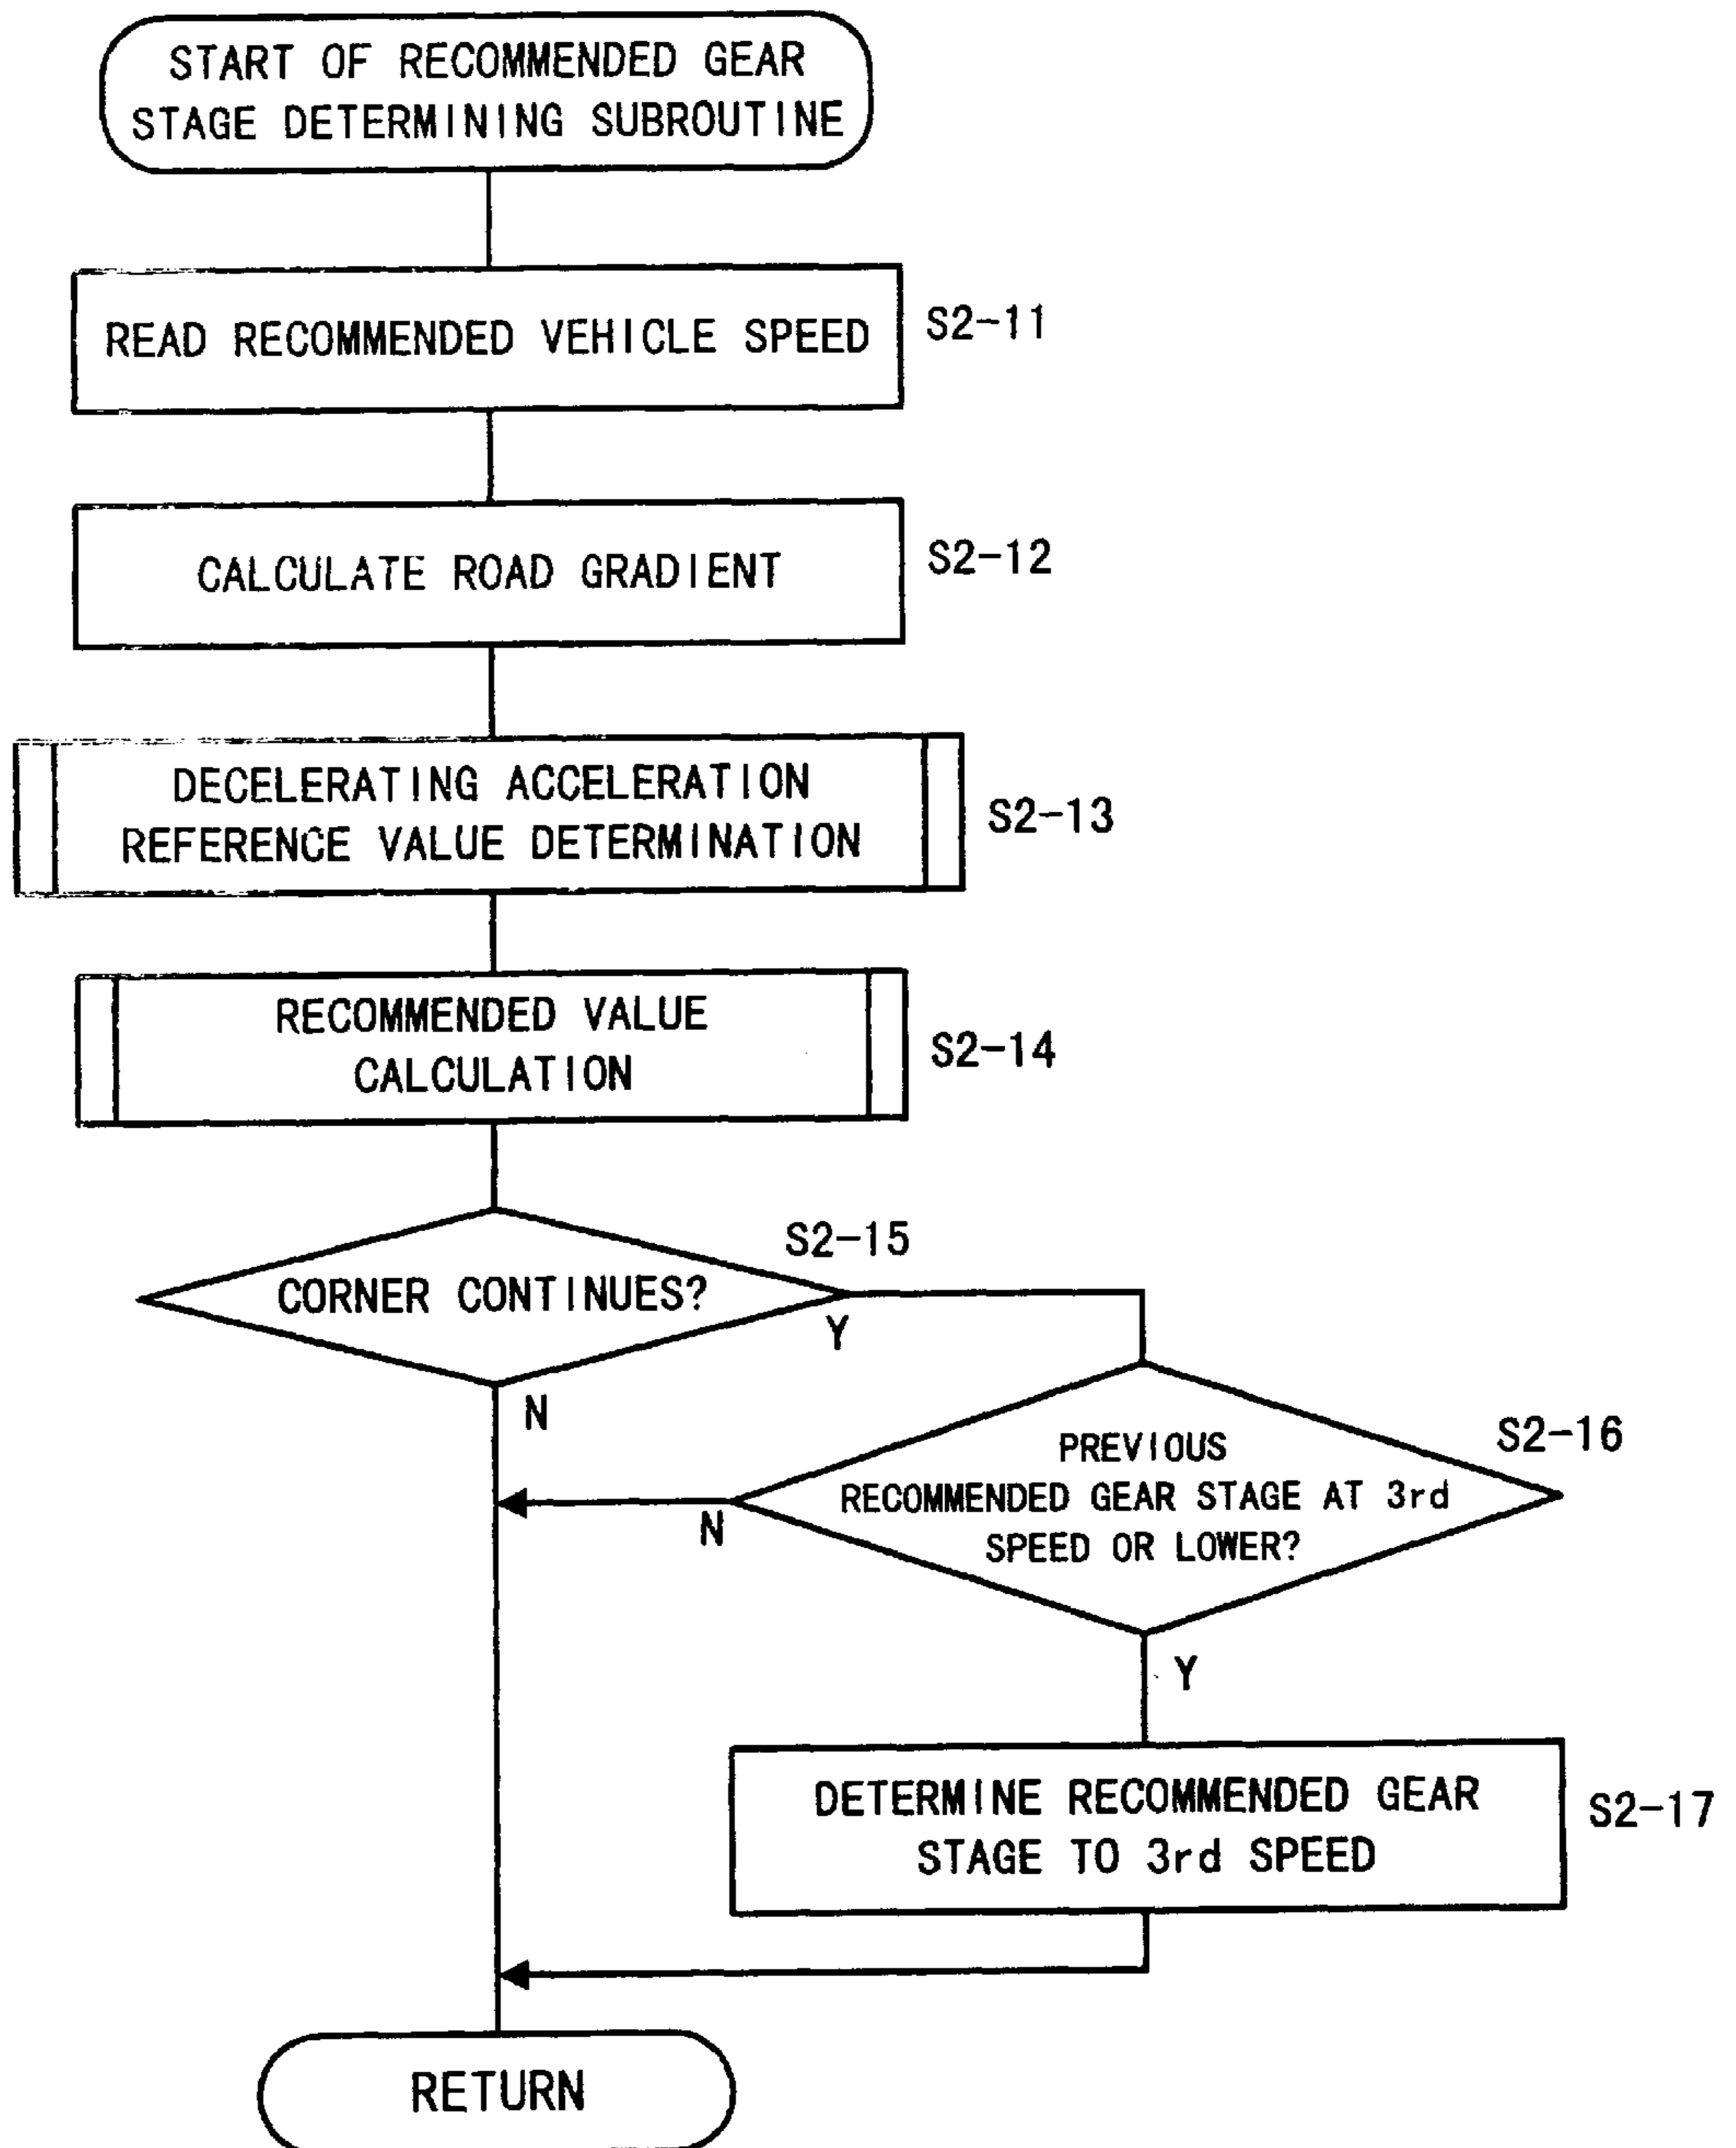 START OF RECOMMENDED GEAR
STAGE DETERMINING SUBROUTINE
READ RECOMMENDED VEHICLE SPEED
S2-11
CALCULATE ROAD GRADIENT
S2-12
DECELERATING ACCELERATION
REFERENCE VALUE DETERMINATION
S2-13
RECOMMENDED VALUE
CALCULATION
S2-14
S2-15
CORNER CONTINUES?
Y
N
S2-16
PREVIOUS
RECOMMENDED GEAR STAGE AT 3rd
SPEED OR LOWER?
N
Y
DETERMINE RECOMMENDED GEAR
STAGE TO 3rd SPEED
S2-17
RETURN